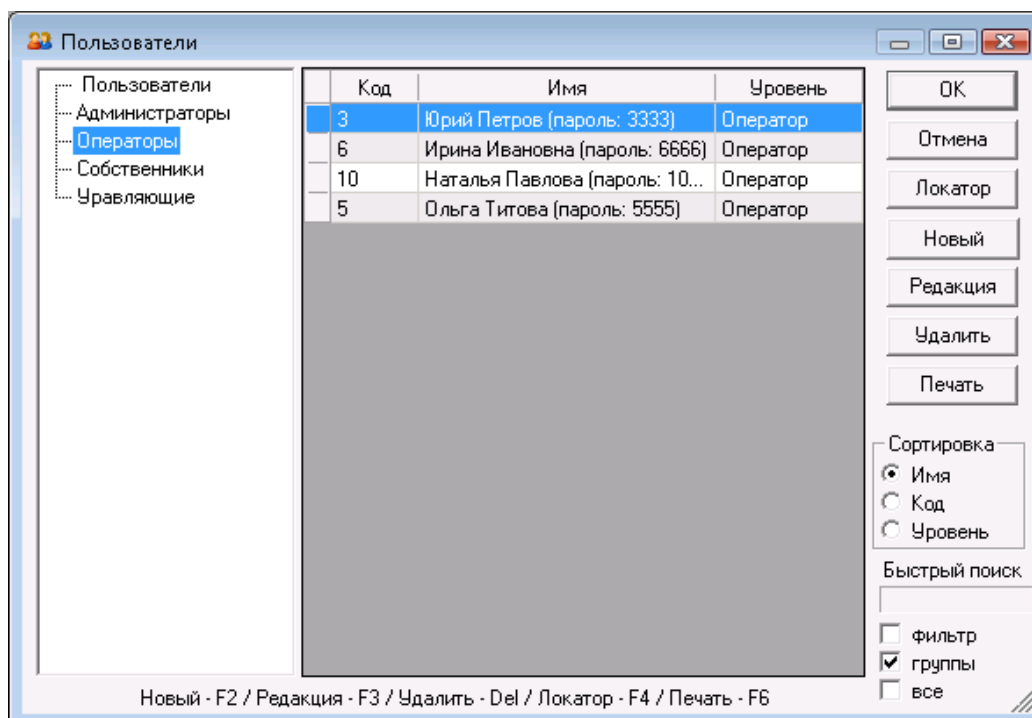 Пользователи
Пользователи
Администраторы
Операторы
Собственники
Уравляющие
Код Имя Уровень
3 Юрий Петров (пароль: 3333) Оператор
6 Ирина Ивановна (пароль: 6666) Оператор
10 Наталья Павлова (пароль: 10... Оператор
5 Ольга Титова (пароль: 5555) Оператор
OK
Отмена
Локатор
Новый
Редакция
Удалить
Печать
Сортировка
Имя
Код
Уровень
Быстрый поиск
фильтр
группы
все
Новый - F2 / Редакция - F3 / Удалить - Del / Локатор - F4 / Печать - F6